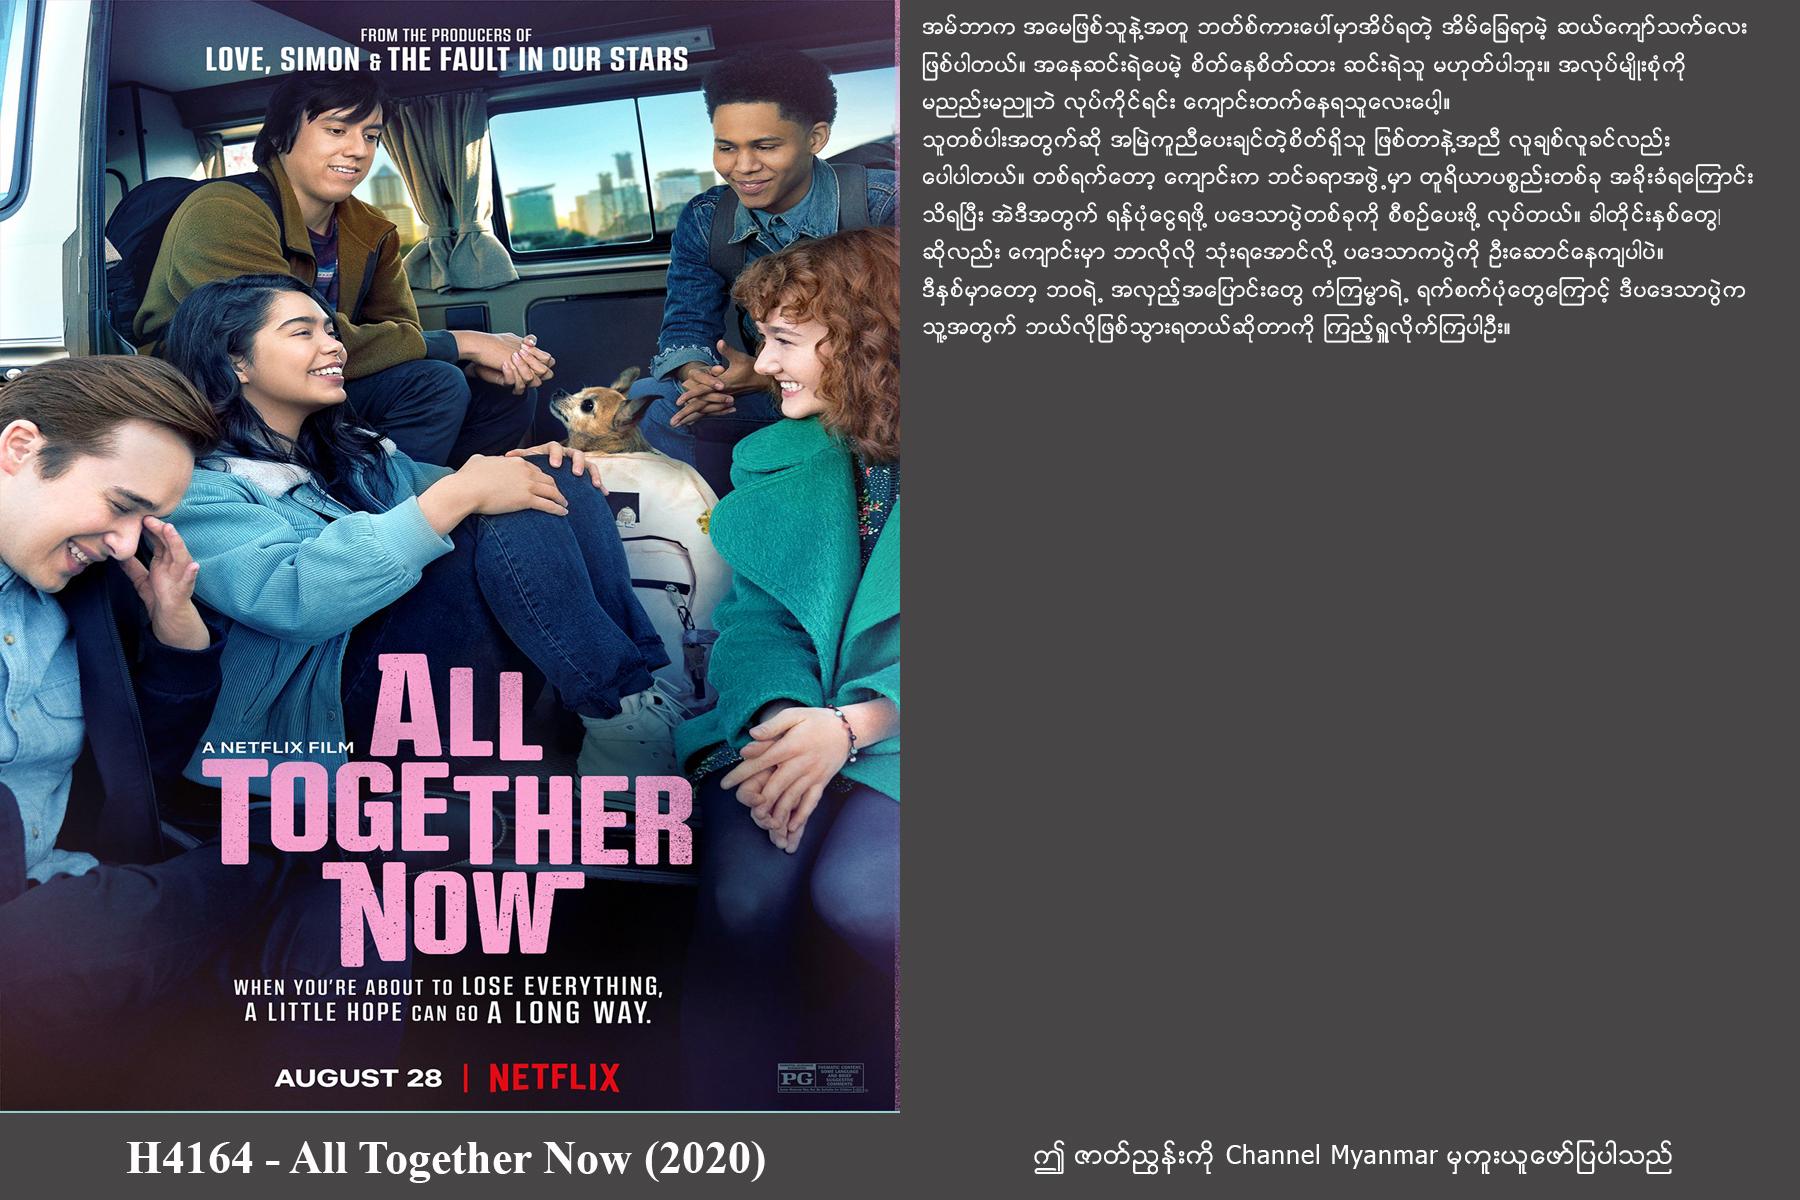 FROM THE PRODUCERS OF
LOVE, SIMON & THE FAULT IN OUR STARS
A NETFLIX FILM
ALL
TOGETHER
NOW
WHEN YOU'RE ABOUT TO LOSE EVERYTHING,
A LITTLE HOPE CAN GO A LONG WAY.
AUGUST 28 | NETFLIX
PG
THEMATIC CONTENT,
SOME LANGUAGE
AND BRIEF
SUGGESTIVE
COMMENTS
H4164 - All Together Now (2020)
အမ်ဘာက အမေဖြစ်သူနဲ့အတူ ဘတ်စ်ကားပေါ်မှာအိပ်ရတဲ့ အိမ်ခြေရာမဲ့ ဆယ်ကျော်သက်လေး
ဖြစ်ပါတယ်။ အနေဆင်းရဲပေမဲ့ စိတ်နေစိတ်ထား ဆင်းရဲသူ မဟုတ်ပါဘူး။ အလုပ်မျိုးစုံကို
မညည်းမညူဘဲ လုပ်ကိုင်ရင်း ကျောင်းတက်နေရသူလေးပေါ့။
သူတစ်ပါးအတွက်ဆို အမြဲကူညီပေးချင်တဲ့စိတ်ရှိသူ ဖြစ်တာနဲ့အညီ လူချစ်လူခင်လည်း
ပေါပါတယ်။ တစ်ရက်တော့ ကျောင်းက ဘင်ခရာအဖွဲ့မှာ တူရိယာပစ္စည်းတစ်ခု အခိုးခံရကြောင်း
သိရပြီး အဲဒီအတွက် ရန်ပုံငွေရဖို့ ပဒေသာပွဲတစ်ခုကို စီစဉ်ပေးဖို့ လုပ်တယ်။ ခါတိုင်းနှစ်တွေ
ဆိုလည်း ကျောင်းမှာ ဘာလိုလို သုံးရအောင်လို့ ပဒေသာကပွဲကို ဦးဆောင်နေကျပါပဲ။
ဒီနှစ်မှာတော့ ဘဝရဲ့ အလှည့်အပြောင်းတွေ ကံကြမ္မာရဲ့ ရက်စက်ပုံတွေကြောင့် ဒီပဒေသာပွဲက
သူ့အတွက် ဘယ်လိုဖြစ်သွားရတယ်ဆိုတာကို ကြည့်ရှုလိုက်ကြပါဦး။
ဤ ဇာတ်ညွှန်းကို Channel Myanmar မှကူးယူဖော်ပြပါသည်